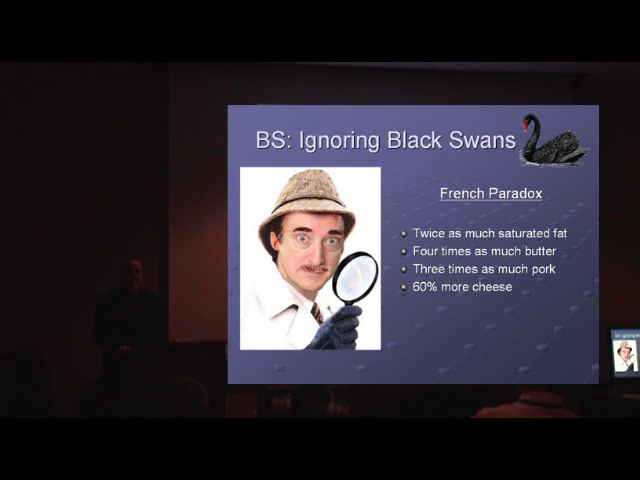 BS: Ignoring Black Swans
French Paradox
Twice as much saturated fat
Four times as much butter
Three times as much pork
60% more cheese